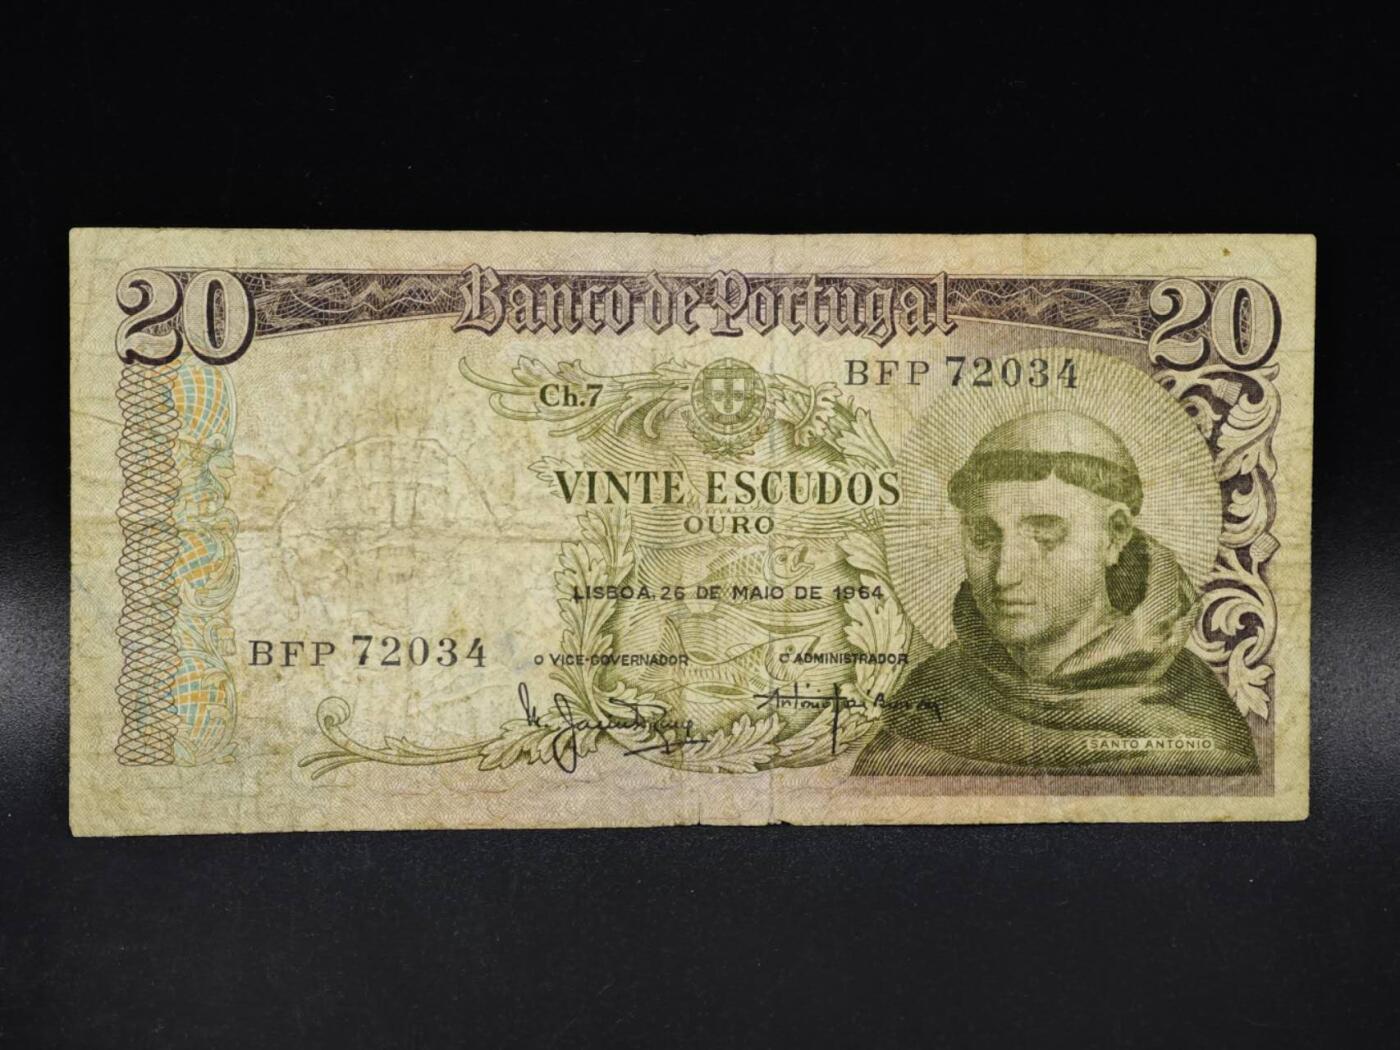 20 Banco de Portugal 20
Ch.7
BFP 72034
VINTE ESCUDOS
OURO
LISBOA, 26 DE MAIO DE 1964
BFP 72034
O VICE-GOVERNADOR
O ADMINISTRADOR
SANTO ANTÓNIO